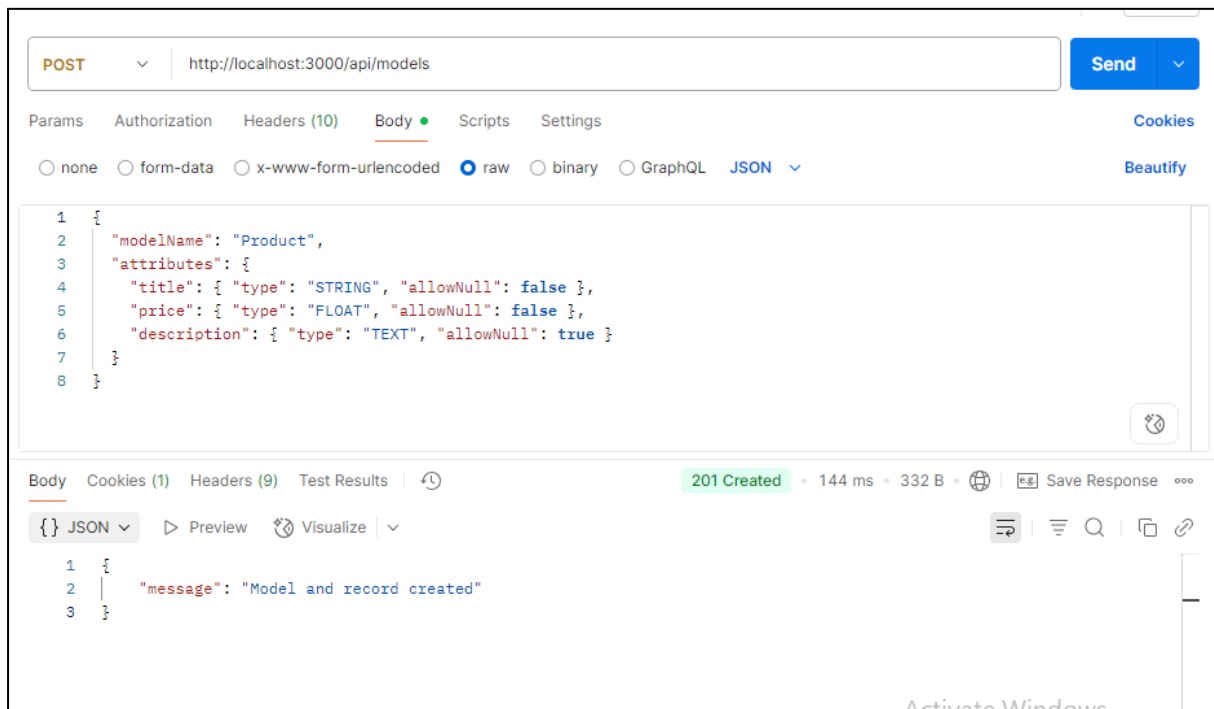 POST http://localhost:3000/api/models Send
Params Authorization Headers (10) Body Scripts Settings Cookies
none form-data x-www-form-urlencoded raw binary GraphQL JSON Beautify
1 {
2 "modelName": "Product",
3 "attributes": {
4 "title": { "type": "STRING", "allowNull": false },
5 "price": { "type": "FLOAT", "allowNull": false },
6 "description": { "type": "TEXT", "allowNull": true }
7 }
8 }
Body Cookies (1) Headers (9) Test Results 201 Created 144 ms 332 B e.g. Save Response
{} JSON Preview Visualize
1 {
2 "message": "Model and record created"
3 }
Activate Windows